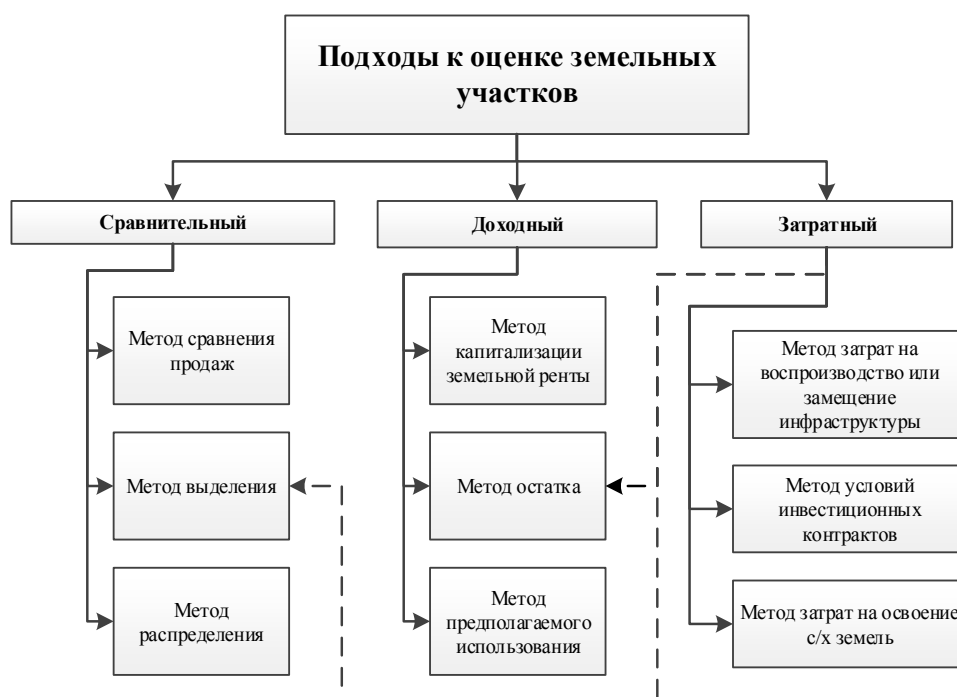 Подходы к оценке земельных
участков
Сравнительный
Доходный
Затратный
Метод сравнения
продаж
Метод выделения
Метод
распределения
Метод
капитализации
земельной ренты
Метод остатка
Метод
предполагаемого
использования
Метод затрат на
воспроизводство или
замещение
инфраструктуры
Метод условий
инвестиционных
контрактов
Метод затрат на освоение
с/х земель